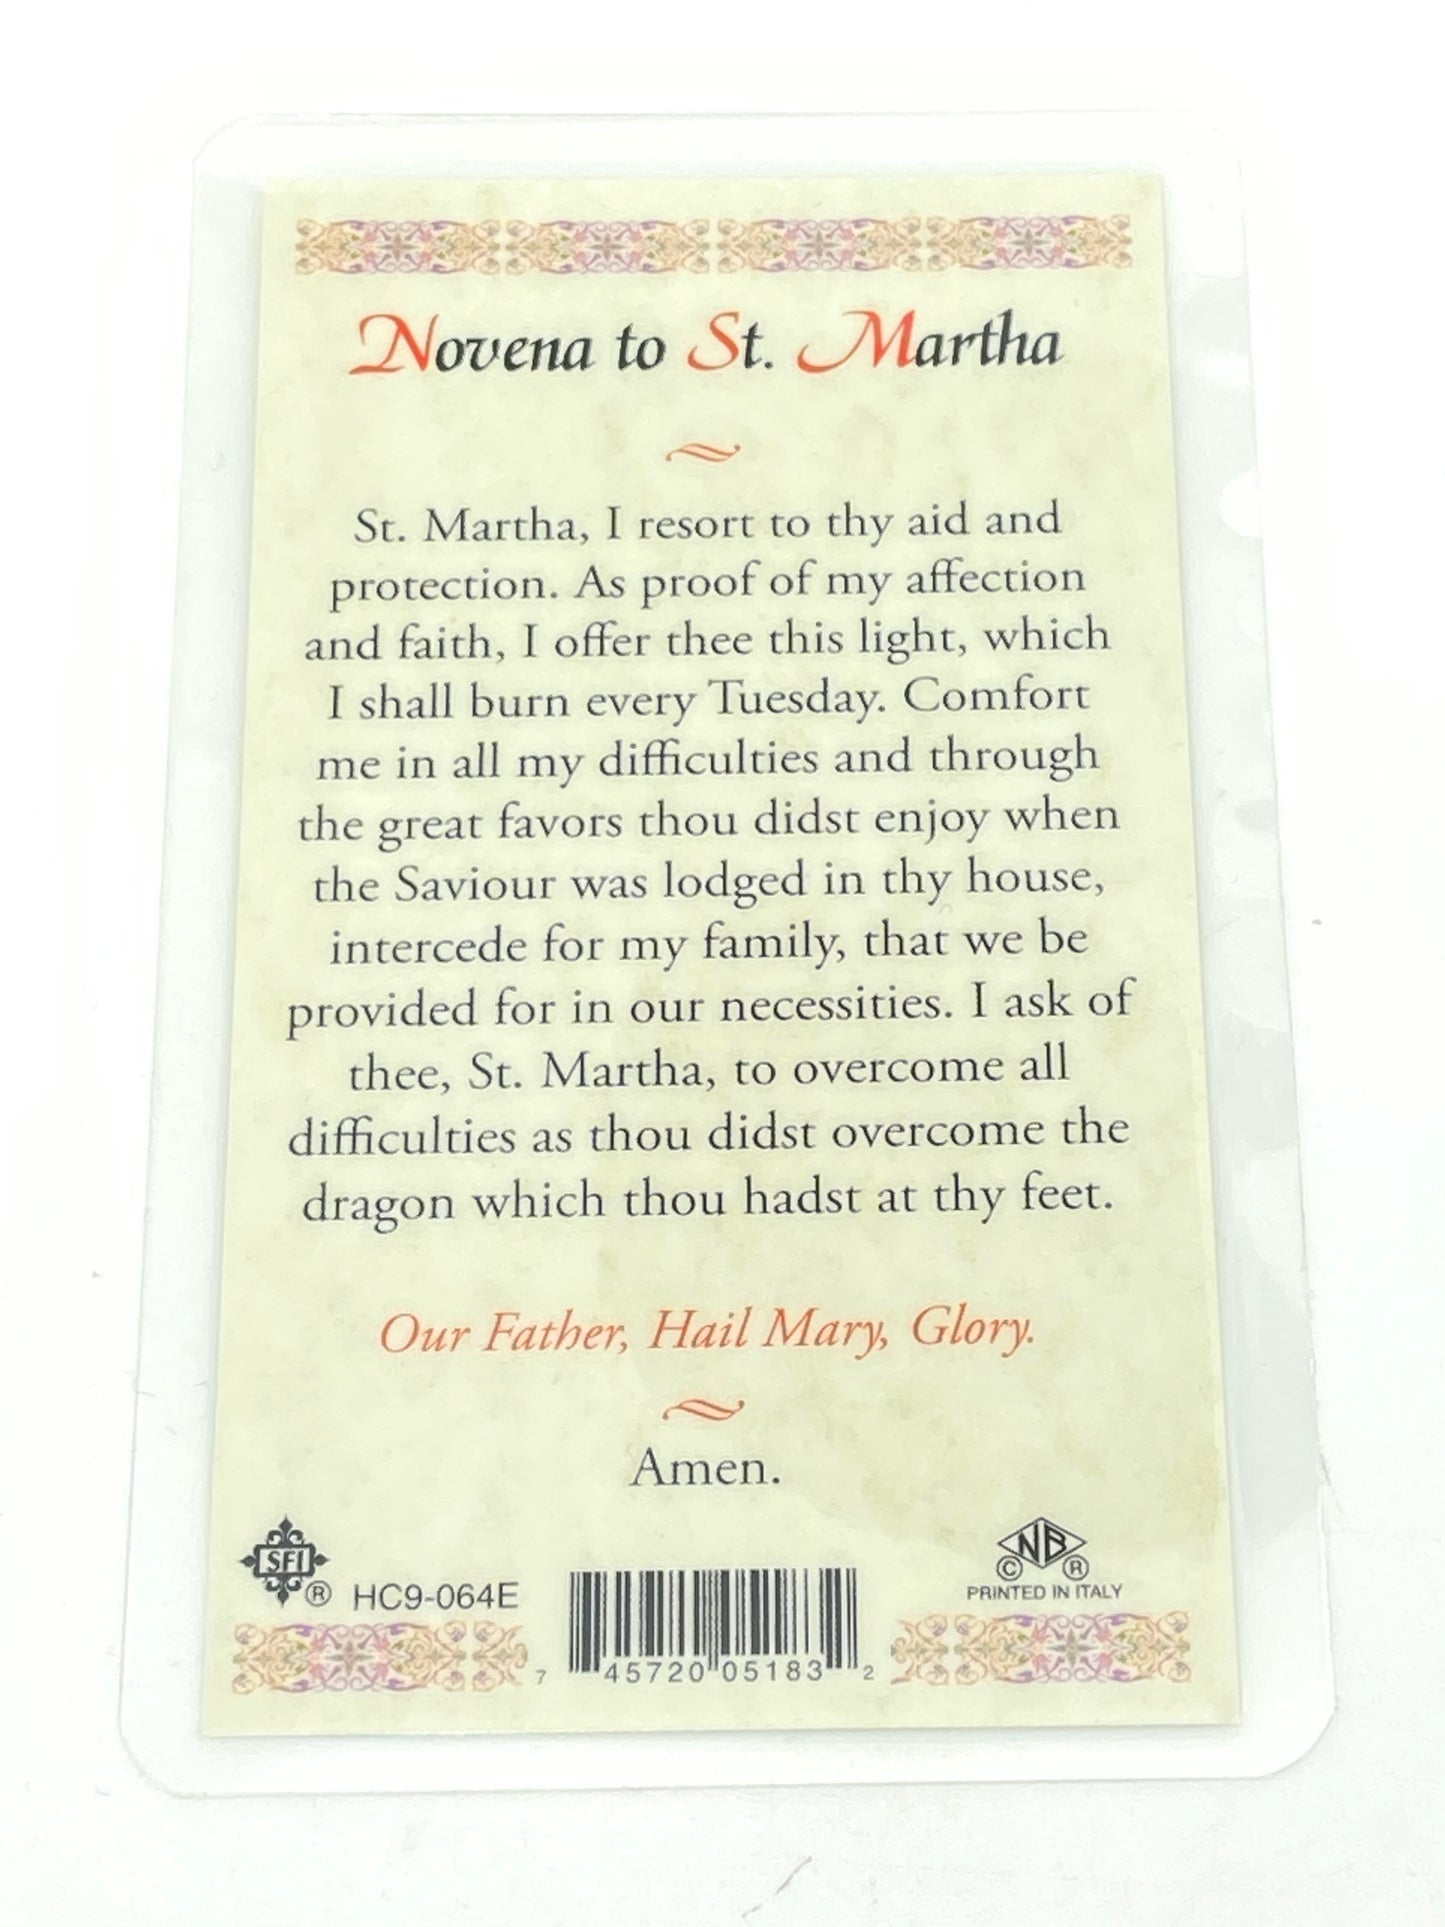 Novena to St. Martha
St. Martha, I resort to thy aid and
protection. As proof of my affection
and faith, I offer thee this light, which
I shall burn every Tuesday. Comfort
me in all my difficulties and through
the great favors thou didst enjoy when
the Saviour was lodged in thy house,
intercede for my family, that we be
provided for in our necessities. I ask of
thee, St. Martha, to overcome all
difficulties as thou didst overcome the
dragon which thou hadst at thy feet.
Our Father, Hail Mary, Glory.
Amen.
SFI ® HC9-064E
7 45720 05183 2
NB
© ®
PRINTED IN ITALY